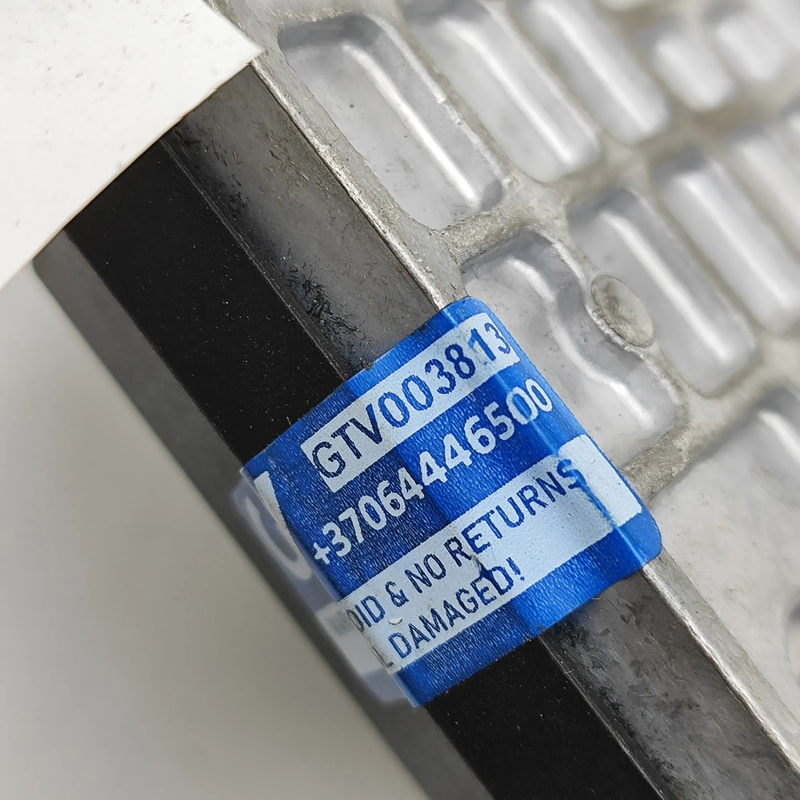 GTV003813
+37064446500
OID & NO RETURNS
L DAMAGED!